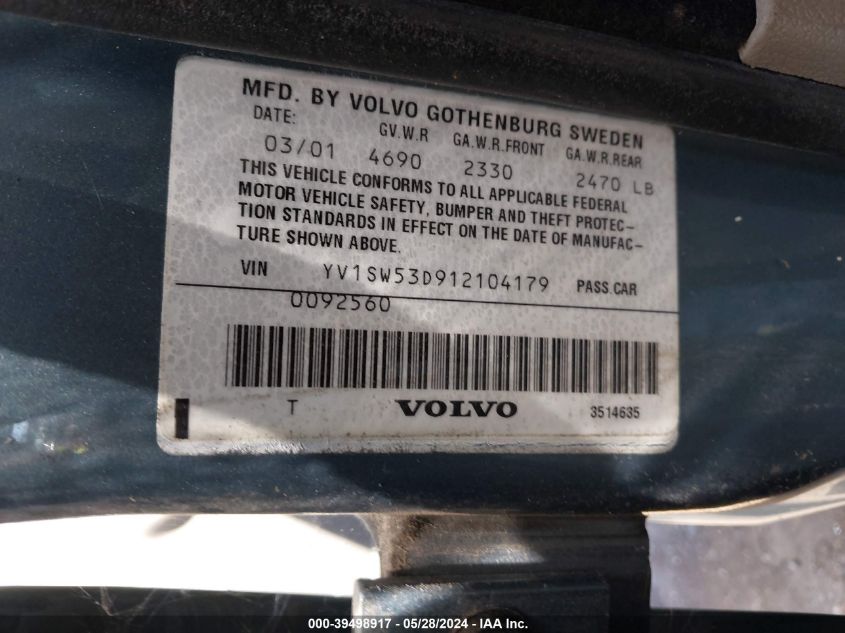 MFD. BY VOLVO GOTHENBURG SWEDEN
DATE: GV.W.R GA.W.R.FRONT GA.W.R.REAR
03/01 4690 2330 2470 LB
THIS VEHICLE CONFORMS TO ALL APPLICABLE FEDERAL
MOTOR VEHICLE SAFETY, BUMPER AND THEFT PROTEC-
TION STANDARDS IN EFFECT ON THE DATE OF MANUFAC-
TURE SHOWN ABOVE.
VIN YV1SW53D912104179 PASS.CAR
0092560
T VOLVO 3514635
000-39498917 - 05/28/2024 - IAA Inc.